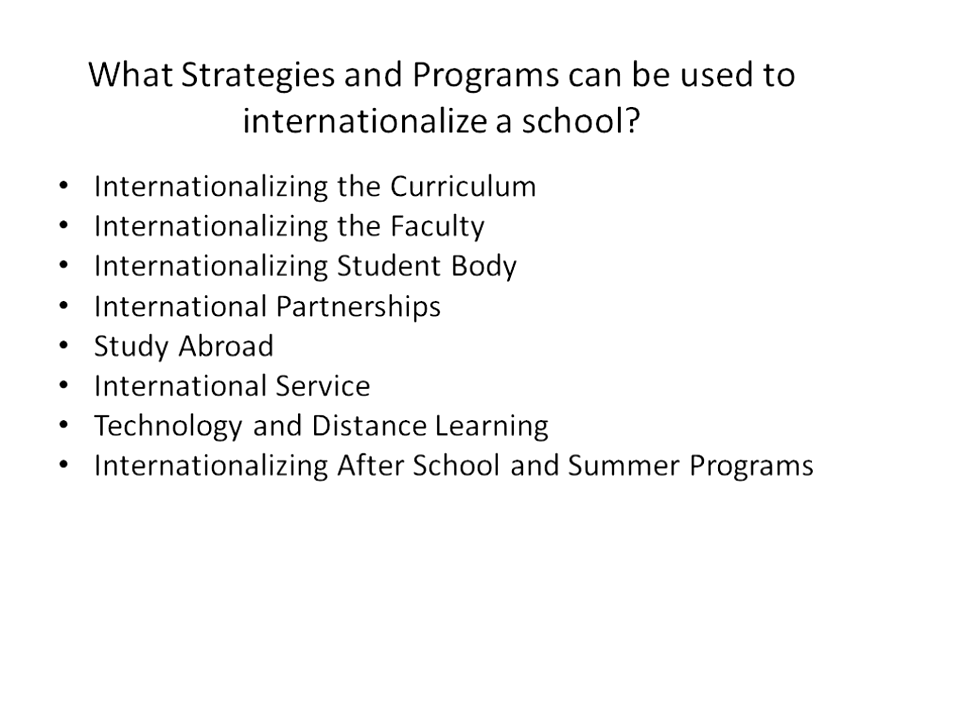 What Strategies and Programs can be used to
internationalize a school?
• Internationalizing the Curriculum
• Internationalizing the Faculty
• Internationalizing Student Body
• International Partnerships
• Study Abroad
• International Service
• Technology and Distance Learning
• Internationalizing After School and Summer Programs